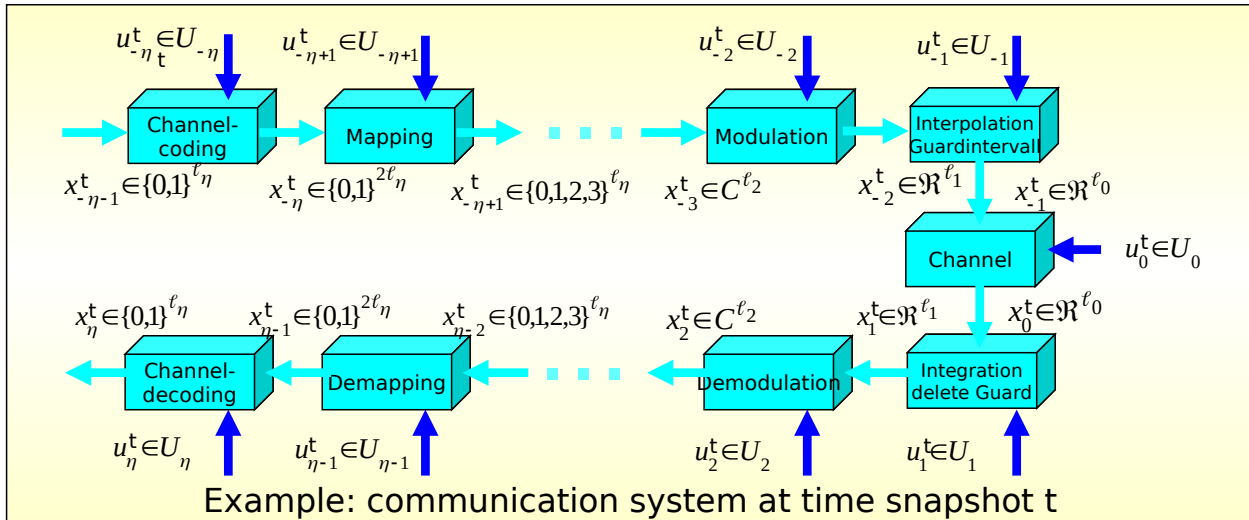 u^t_{-η} ∈ U_{-η} u^t_{-η+1} ∈ U_{-η+1} u^t_{-2} ∈ U_{-2} u^t_{-1} ∈ U_{-1}
t
Channel-
coding
Mapping
Modulation
Interpolation
Guardintervall
x^t_{-η-1} ∈ {0,1}^{ℓ_η} x^t_{-η} ∈ {0,1}^{2ℓ_η} x^t_{-η+1} ∈ {0,1,2,3}^{ℓ_η} x^t_{-3} ∈ C^{ℓ_2} x^t_{-2} ∈ ℜ^{ℓ_1} x^t_{-1} ∈ ℜ^{ℓ_0}
Channel
u^t_0 ∈ U_0
x^t_η ∈ {0,1}^{ℓ_η} x^t_{η-1} ∈ {0,1}^{2ℓ_η} x^t_{η-2} ∈ {0,1,2,3}^{ℓ_η} x^t_2 ∈ C^{ℓ_2} x^t_1 ∈ ℜ^{ℓ_1} x^t_0 ∈ ℜ^{ℓ_0}
Channel-
decoding
Demapping
Demodulation
Integration
delete Guard
u^t_η ∈ U_η u^t_{η-1} ∈ U_{η-1} u^t_2 ∈ U_2 u^t_1 ∈ U_1
Example: communication system at time snapshot t